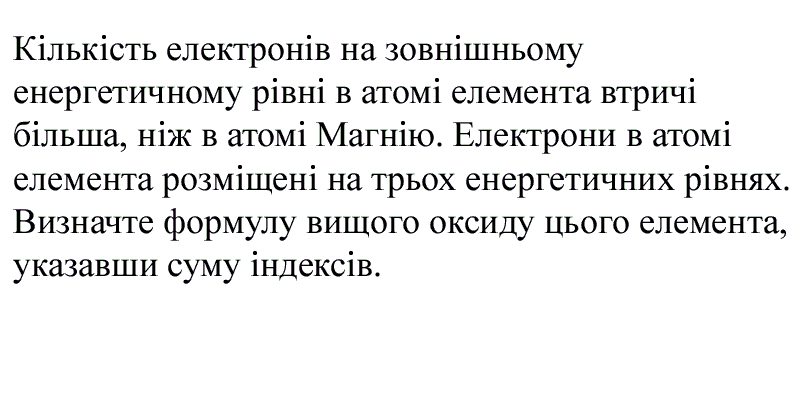 Кількість електронів на зовнішньому
енергетичному рівні в атомі елемента втричі
більша, ніж в атомі Магнію. Електрони в атомі
елемента розміщені на трьох енергетичних рівнях.
Визначте формулу вищого оксиду цього елемента,
указавши суму індексів.